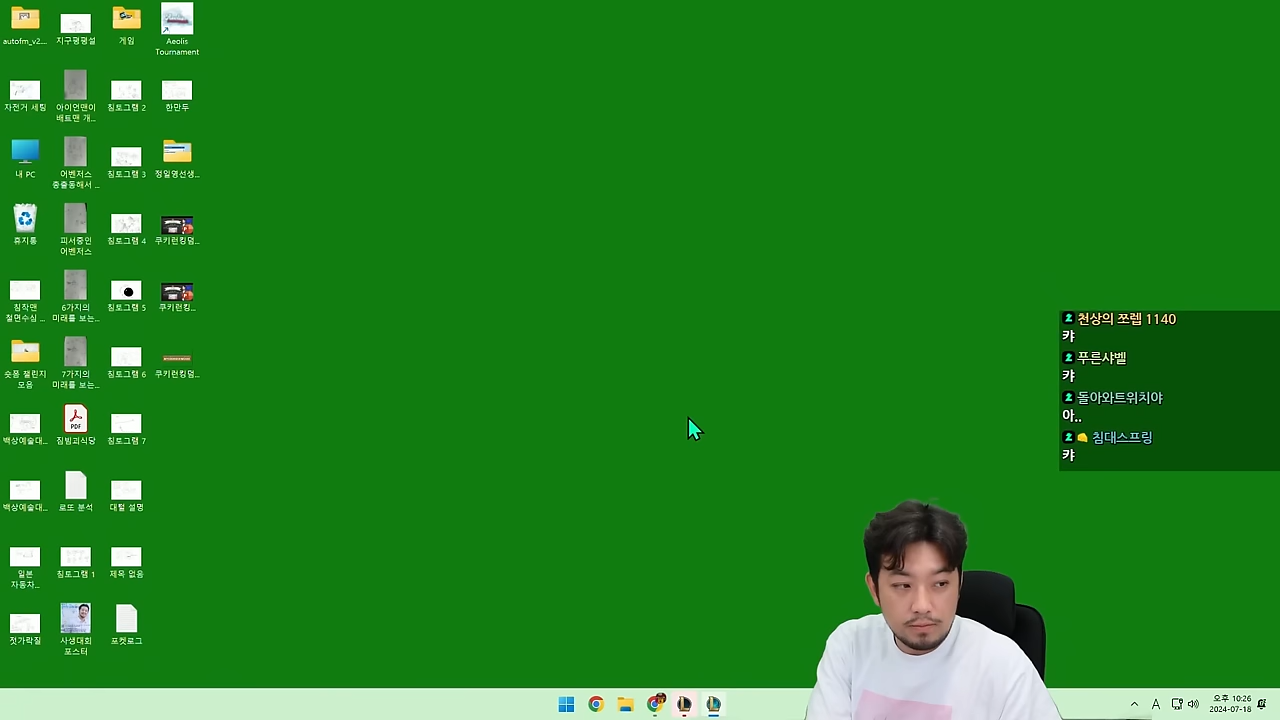 autofm_v2...
지구평평설
게임
Aeolis
Tournament
자전거 세팅
아이언맨이
배트맨 개...
침토그램 2
한만두
내 PC
어벤저스
총출동해서 ...
침토그램 3
정일영선생...
휴지통
피서중인
어벤저스
침토그램 4
쿠키런킹덤...
침착맨
철면수심 ...
6가지의
미래를 보는...
침토그램 5
쿠키런킹...
숏폼 챌린지
모음
7가지의
미래를 보는...
침토그램 6
쿠키런킹덤...
백상예술대...
짐빔괴식당
침토그램 7
백상예술대...
르또 분석
대털 설명
일본
자동차...
침토그램 1
제목 없음
젓가락질
사생대회
포스터
포켓로그
PDF
천상의 쪼렙 1140
캬
푸른샤벨
캬
돌아와트위치야
아..
침대스프링
캬
A
오후 10:26
2024-07-18